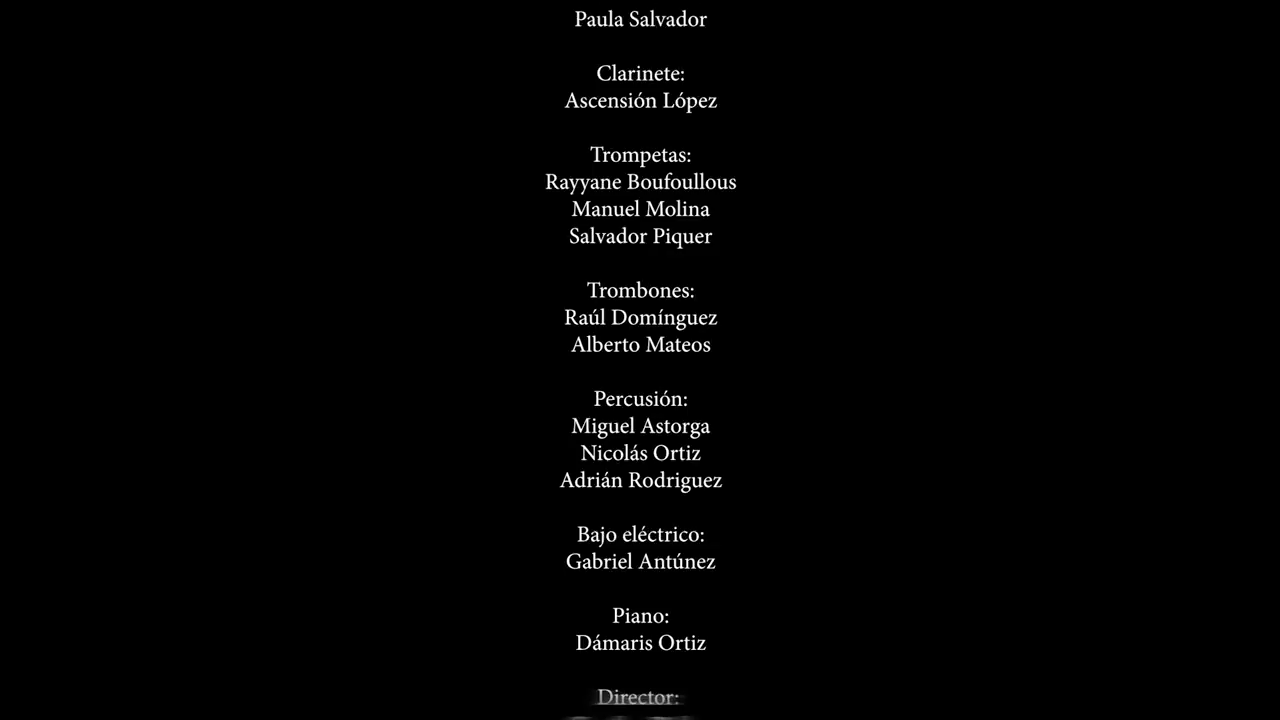 Paula Salvador
Clarinete:
Ascensión López
Trompetas:
Rayyane Boufoullous
Manuel Molina
Salvador Piquer
Trombones:
Raúl Domínguez
Alberto Mateos
Percusión:
Miguel Astorga
Nicolás Ortiz
Adrián Rodriguez
Bajo eléctrico:
Gabriel Antúnez
Piano:
Dámaris Ortiz
Director: